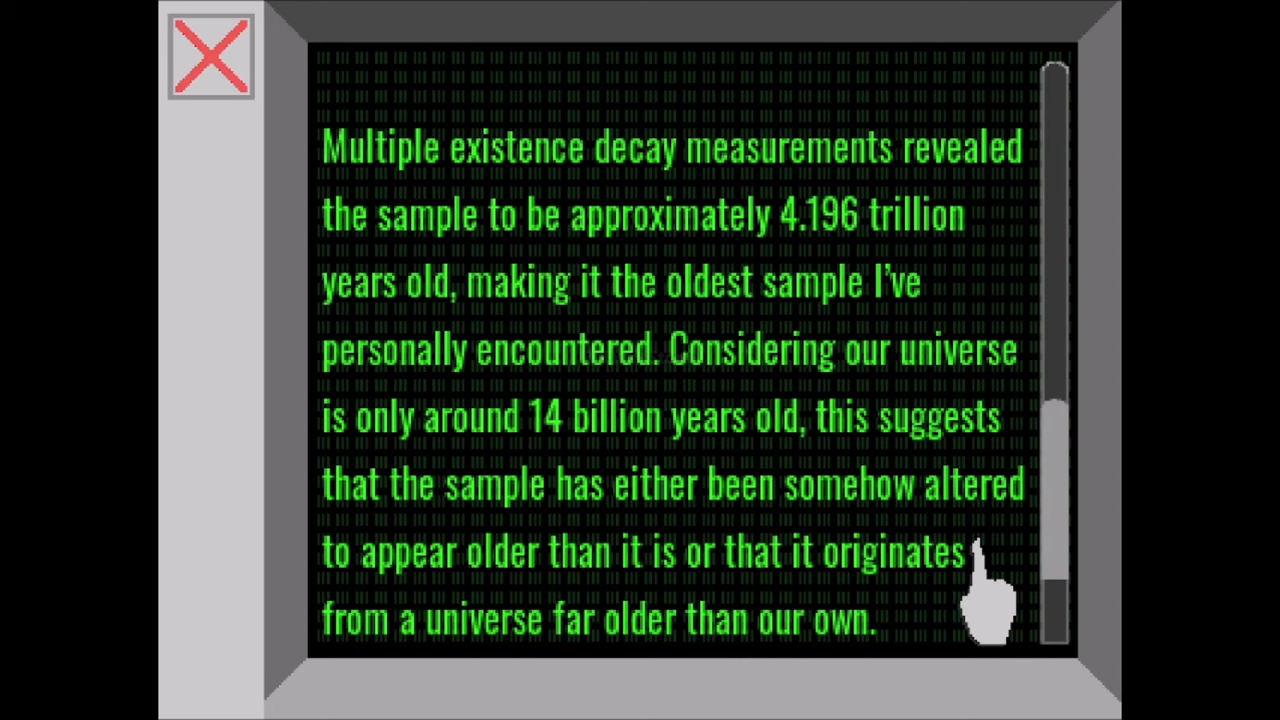 Multiple existence decay measurements revealed
the sample to be approximately 4.196 trillion
years old, making it the oldest sample I've
personally encountered. Considering our universe
is only around 14 billion years old, this suggests
that the sample has either been somehow altered
to appear older than it is or that it originates
from a universe far older than our own.